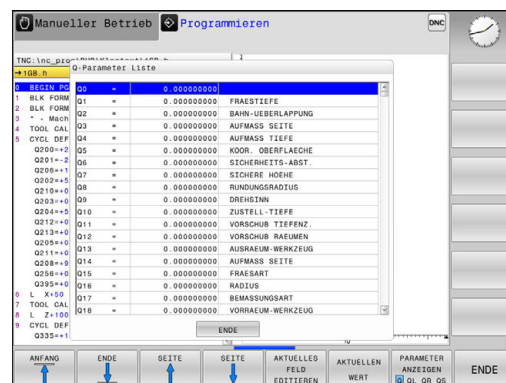 Manueller Betrieb
Programmieren
DNC
TNC:\nc_pro
→1GB.h
Q-Parameter Liste
0 BEGIN PG
1 BLK FORM
2 BLK FORM
3 * - Mach
4 TOOL CAL
5 CYCL DEF
Q200=+2
Q201=-2
Q206=+1
Q202=+5
Q210=+0
Q203=+0
Q204=+5
Q212=+0
Q213=+0
Q205=+0
Q211=+0
Q208=+9
Q256=+0
Q395=+0
6 L X+50
7 TOOL CAL
8 L Z+100
9 CYCL DEF
Q335=+1
Q0 = 0.000000000
Q1 = 0.000000000 FRAESTIEFE
Q2 = 0.000000000 BAHN-UEBERLAPPUNG
Q3 = 0.000000000 AUFMASS SEITE
Q4 = 0.000000000 AUFMASS TIEFE
Q5 = 0.000000000 KOOR. OBERFLAECHE
Q6 = 0.000000000 SICHERHEITS-ABST.
Q7 = 0.000000000 SICHERE HOEHE
Q8 = 0.000000000 RUNDUNGSRADIUS
Q9 = 0.000000000 DREHSINN
Q10 = 0.000000000 ZUSTELL-TIEFE
Q11 = 0.000000000 VORSCHUB TIEFENZ.
Q12 = 0.000000000 VORSCHUB RAEUMEN
Q13 = 0.000000000 AUSRAEUM-WERKZEUG
Q14 = 0.000000000 AUFMASS SEITE
Q15 = 0.000000000 FRAESART
Q16 = 0.000000000 RADIUS
Q17 = 0.000000000 BEMASSUNGSART
Q18 = 0.000000000 VORRAEUM-WERKZEUG
ENDE
ANFANG
ENDE
SEITE
SEITE
AKTUELLES
FELD
EDITIEREN
AKTUELLEN
WERT
PARAMETER
ANZEIGEN
Q QL QR QS
ENDE